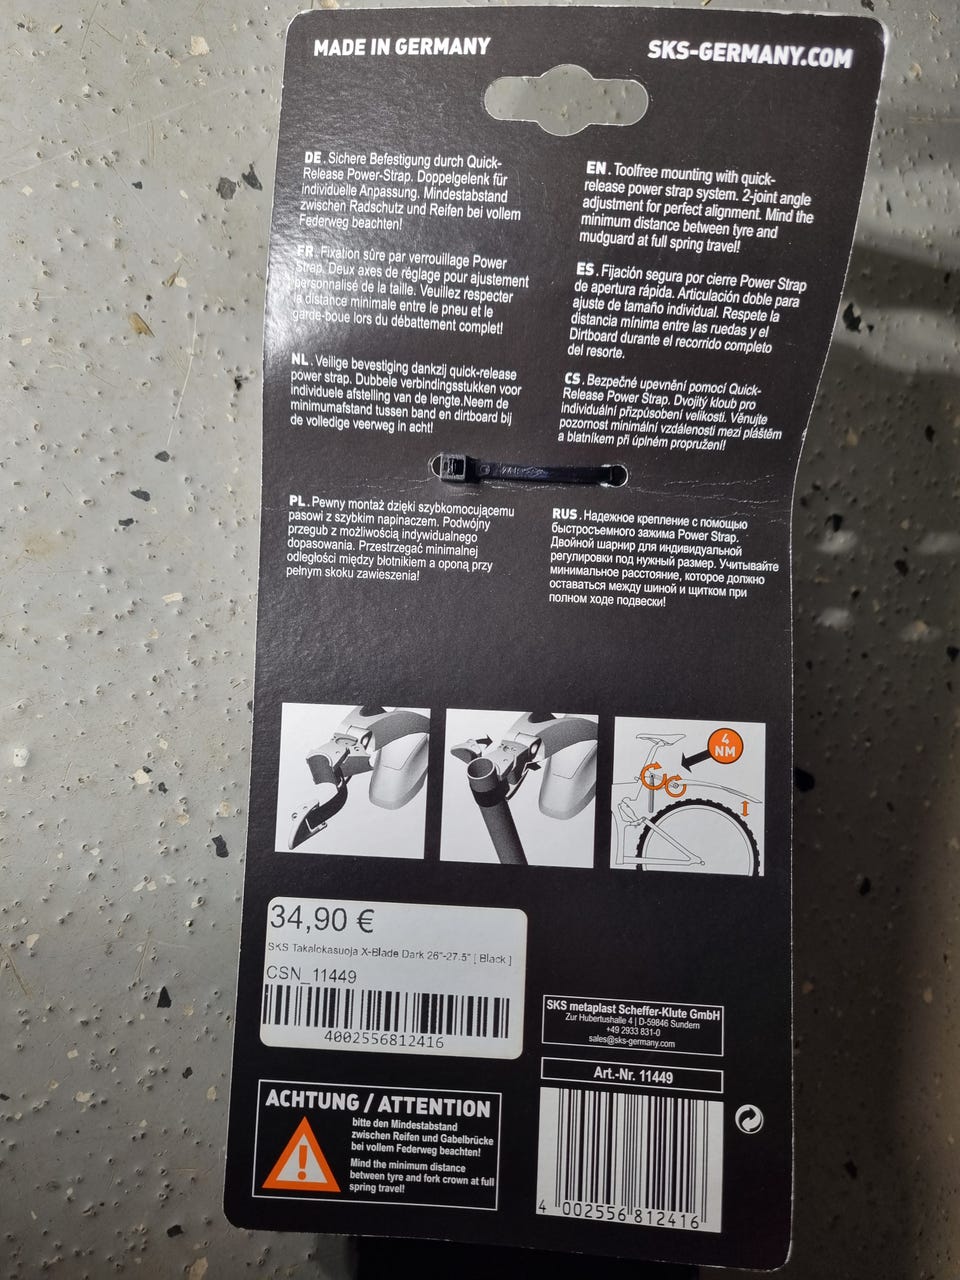 MADE IN GERMANY
SKS-GERMANY.COM
DE. Sichere Befestigung durch Quick-
Release Power-Strap. Doppelgelenk für
individuelle Anpassung. Mindestabstand
zwischen Radschutz und Reifen bei vollem
Federweg beachten!
FR. Fixation sûre par verrouillage Power
Strap. Deux axes de réglage pour ajustement
personnalisé de la taille. Veuillez respecter
la distance minimale entre le pneu et le
garde-boue lors du débattement complet!
NL. Veilige bevestiging dankzij quick-release
power strap. Dubbele verbindingsstukken voor
individuele afstelling van de lengte.Neem de
minimumafstand tussen band en dirtboard bij
de volledige veerweg in acht!
PL. Pewny montaż dzięki szybkomocującemu
pasowi z szybkim napinaczem. Podwójny
przegub z możliwością indywidualnego
dopasowania. Przestrzegać minimalnej
odległości między błotnikiem a oponą przy
pełnym skoku zawieszenia!
EN. Toolfree mounting with quick-
release power strap system. 2-joint angle
adjustment for perfect alignment. Mind the
minimum distance between tyre and
mudguard at full spring travel!
ES. Fijación segura por cierre Power Strap
de apertura rápida. Articulación doble para
ajuste de tamaño individual. Respete la
distancia mínima entre las ruedas y el
Dirtboard durante el recorrido completo
del resorte.
CS. Bezpečné upevnění pomocí Quick-
Release Power Strap. Dvojitý kloub pro
individuální přizpůsobení velikosti. Věnujte
pozornost minimální vzdálenosti mezi pláštěm
a blatníkem při úplném propružení!
RUS. Надежное крепление с помощью
быстросъемного зажима Power Strap.
Двойной шарнир для индивидуальной
регулировки под нужный размер. Учитывайте
минимальное расстояние, которое должно
оставаться между шиной и щитком при
полном ходе подвески!
4
NM
34,90 €
SKS Takalokasuoja X-Blade Dark 26"-27.5" [ Black ]
CSN_11449
4002556812416
SKS metaplast Scheffer-Klute GmbH
Zur Hubertushalle 4 | D-59846 Sundern
+49 2933 831-0
sales@sks-germany.com
Art.-Nr. 11449
ACHTUNG / ATTENTION
bitte den Mindestabstand
zwischen Reifen und Gabelbrücke
bei vollem Federweg beachten!
Mind the minimum distance
between tyre and fork crown at full
spring travel!
4 002556 812416